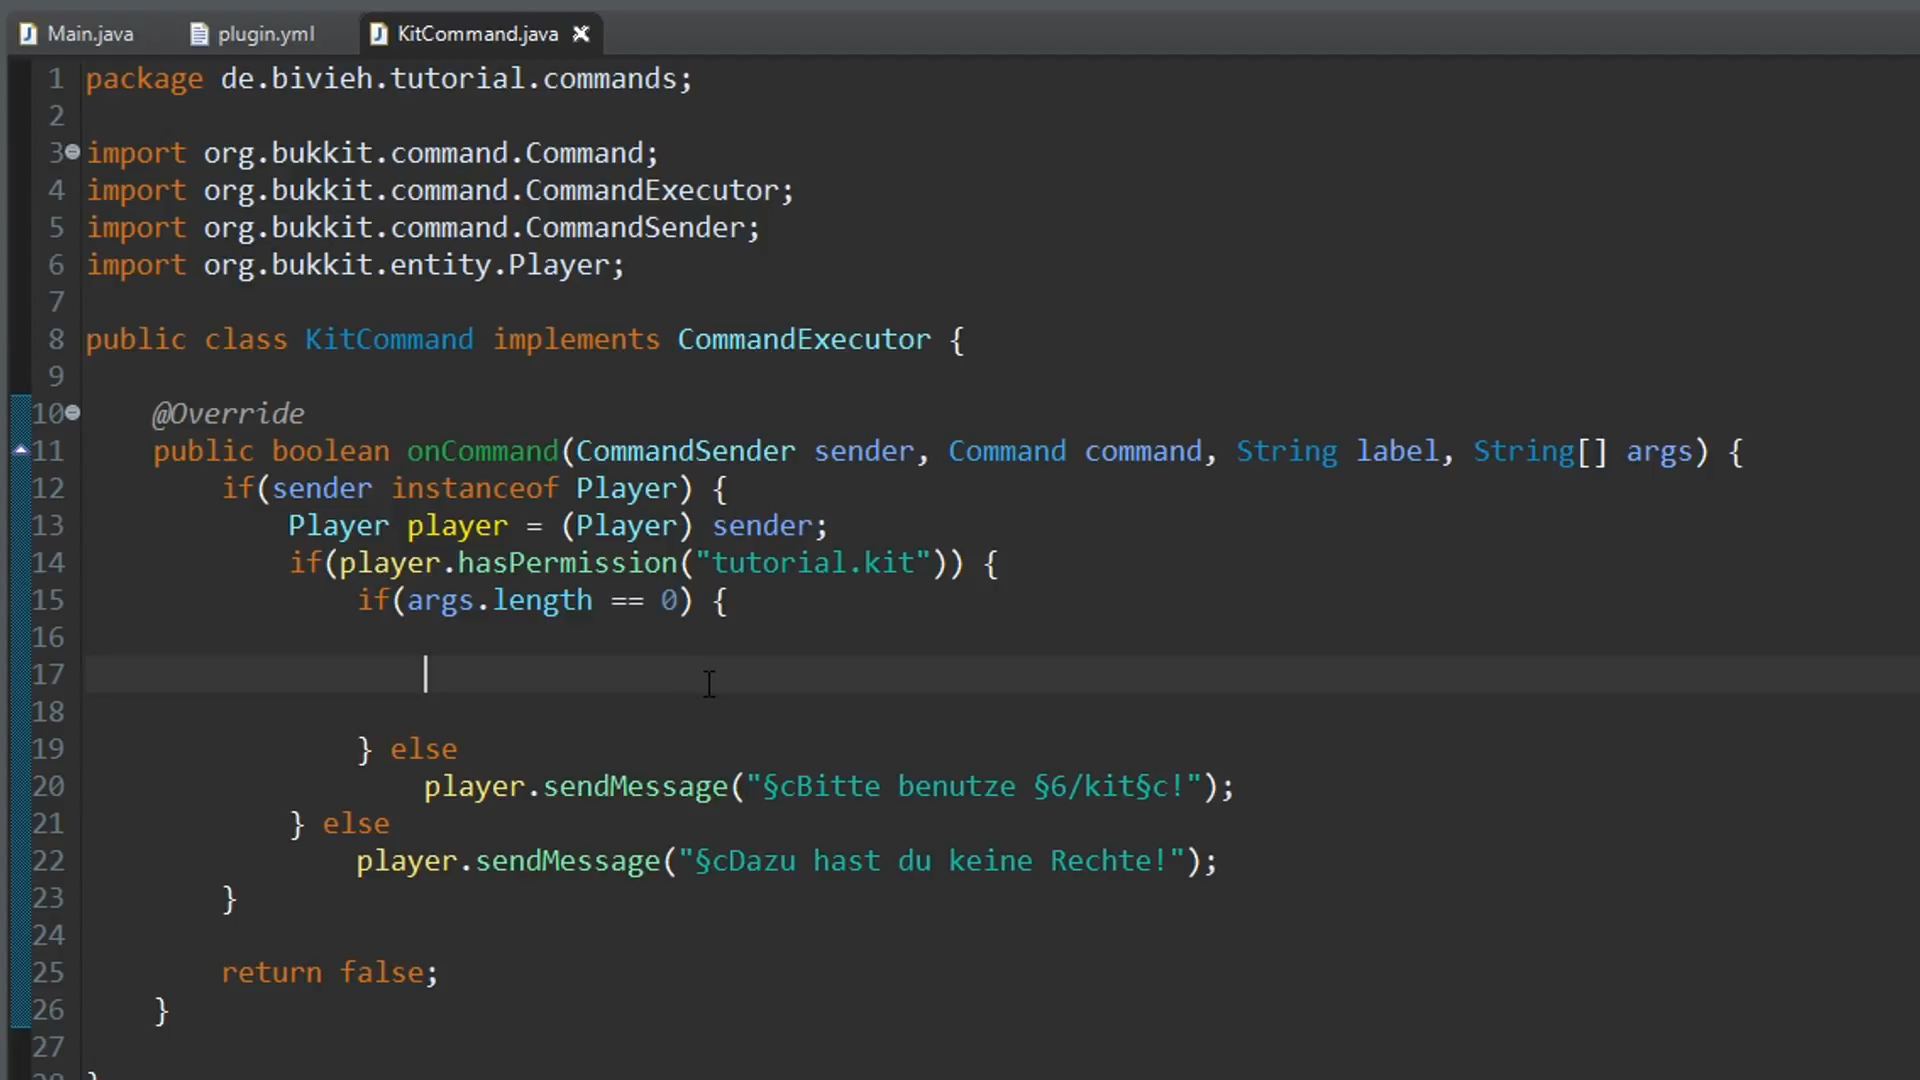 Main.java plugin.yml KitCommand.java
1 package de.bivieh.tutorial.commands;
2
3 import org.bukkit.command.Command;
4 import org.bukkit.command.CommandExecutor;
5 import org.bukkit.command.CommandSender;
6 import org.bukkit.entity.Player;
7
8 public class KitCommand implements CommandExecutor {
9
10 @Override
11 public boolean onCommand(CommandSender sender, Command command, String label, String[] args) {
12 if(sender instanceof Player) {
13 Player player = (Player) sender;
14 if(player.hasPermission("tutorial.kit")) {
15 if(args.length == 0) {
16
17
18
19 } else
20 player.sendMessage("§cBitte benutze §6/kit§c!");
21 } else
22 player.sendMessage("§cDazu hast du keine Rechte!");
23 }
24
25 return false;
26 }
27